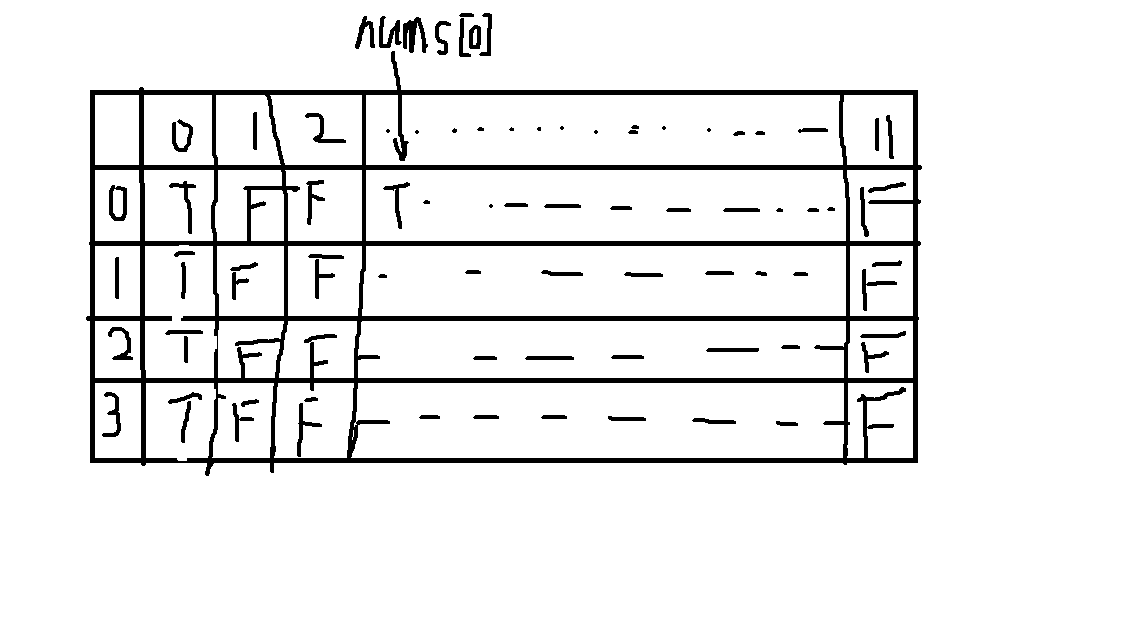 nums[0]
0 1 2 11
0 T F F T F
1 T F F F
2 T F F F
3 T F F F